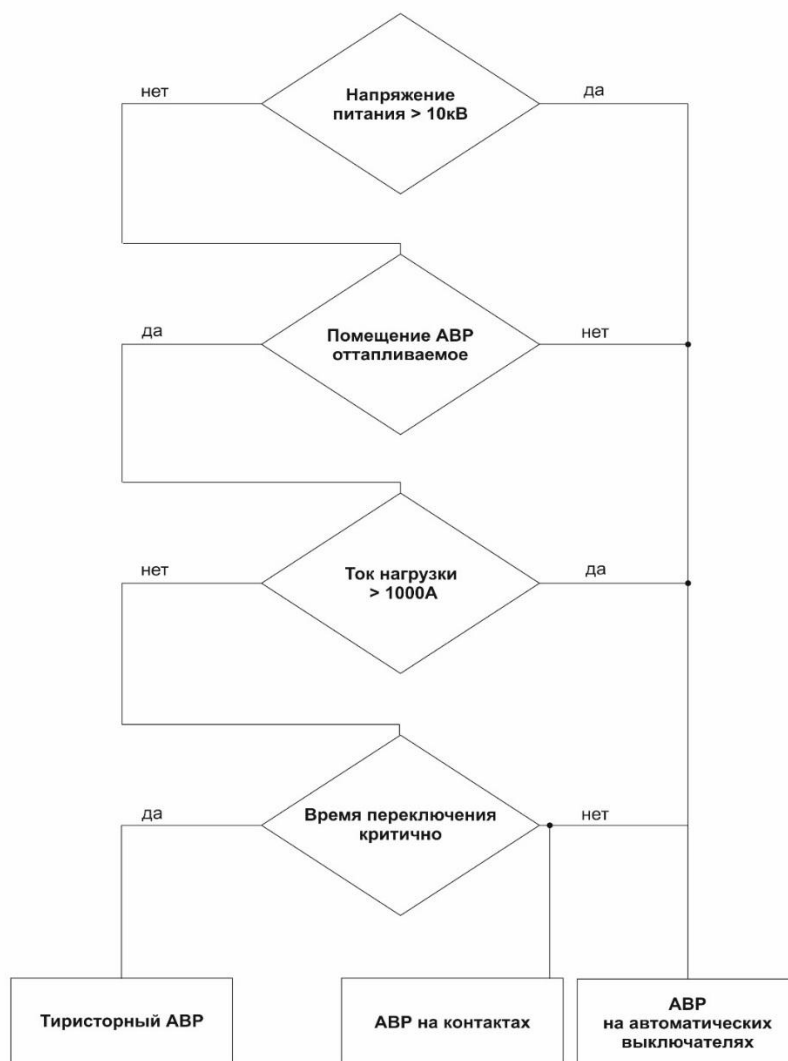 нет
Напряжение
питания > 10кВ
да
да
Помещение АВР
оттапливаемое
нет
нет
Ток нагрузки
> 1000А
да
да
Время переключения
критично
нет
Тиристорный АВР
АВР на контактах
АВР
на автоматических
выключателях